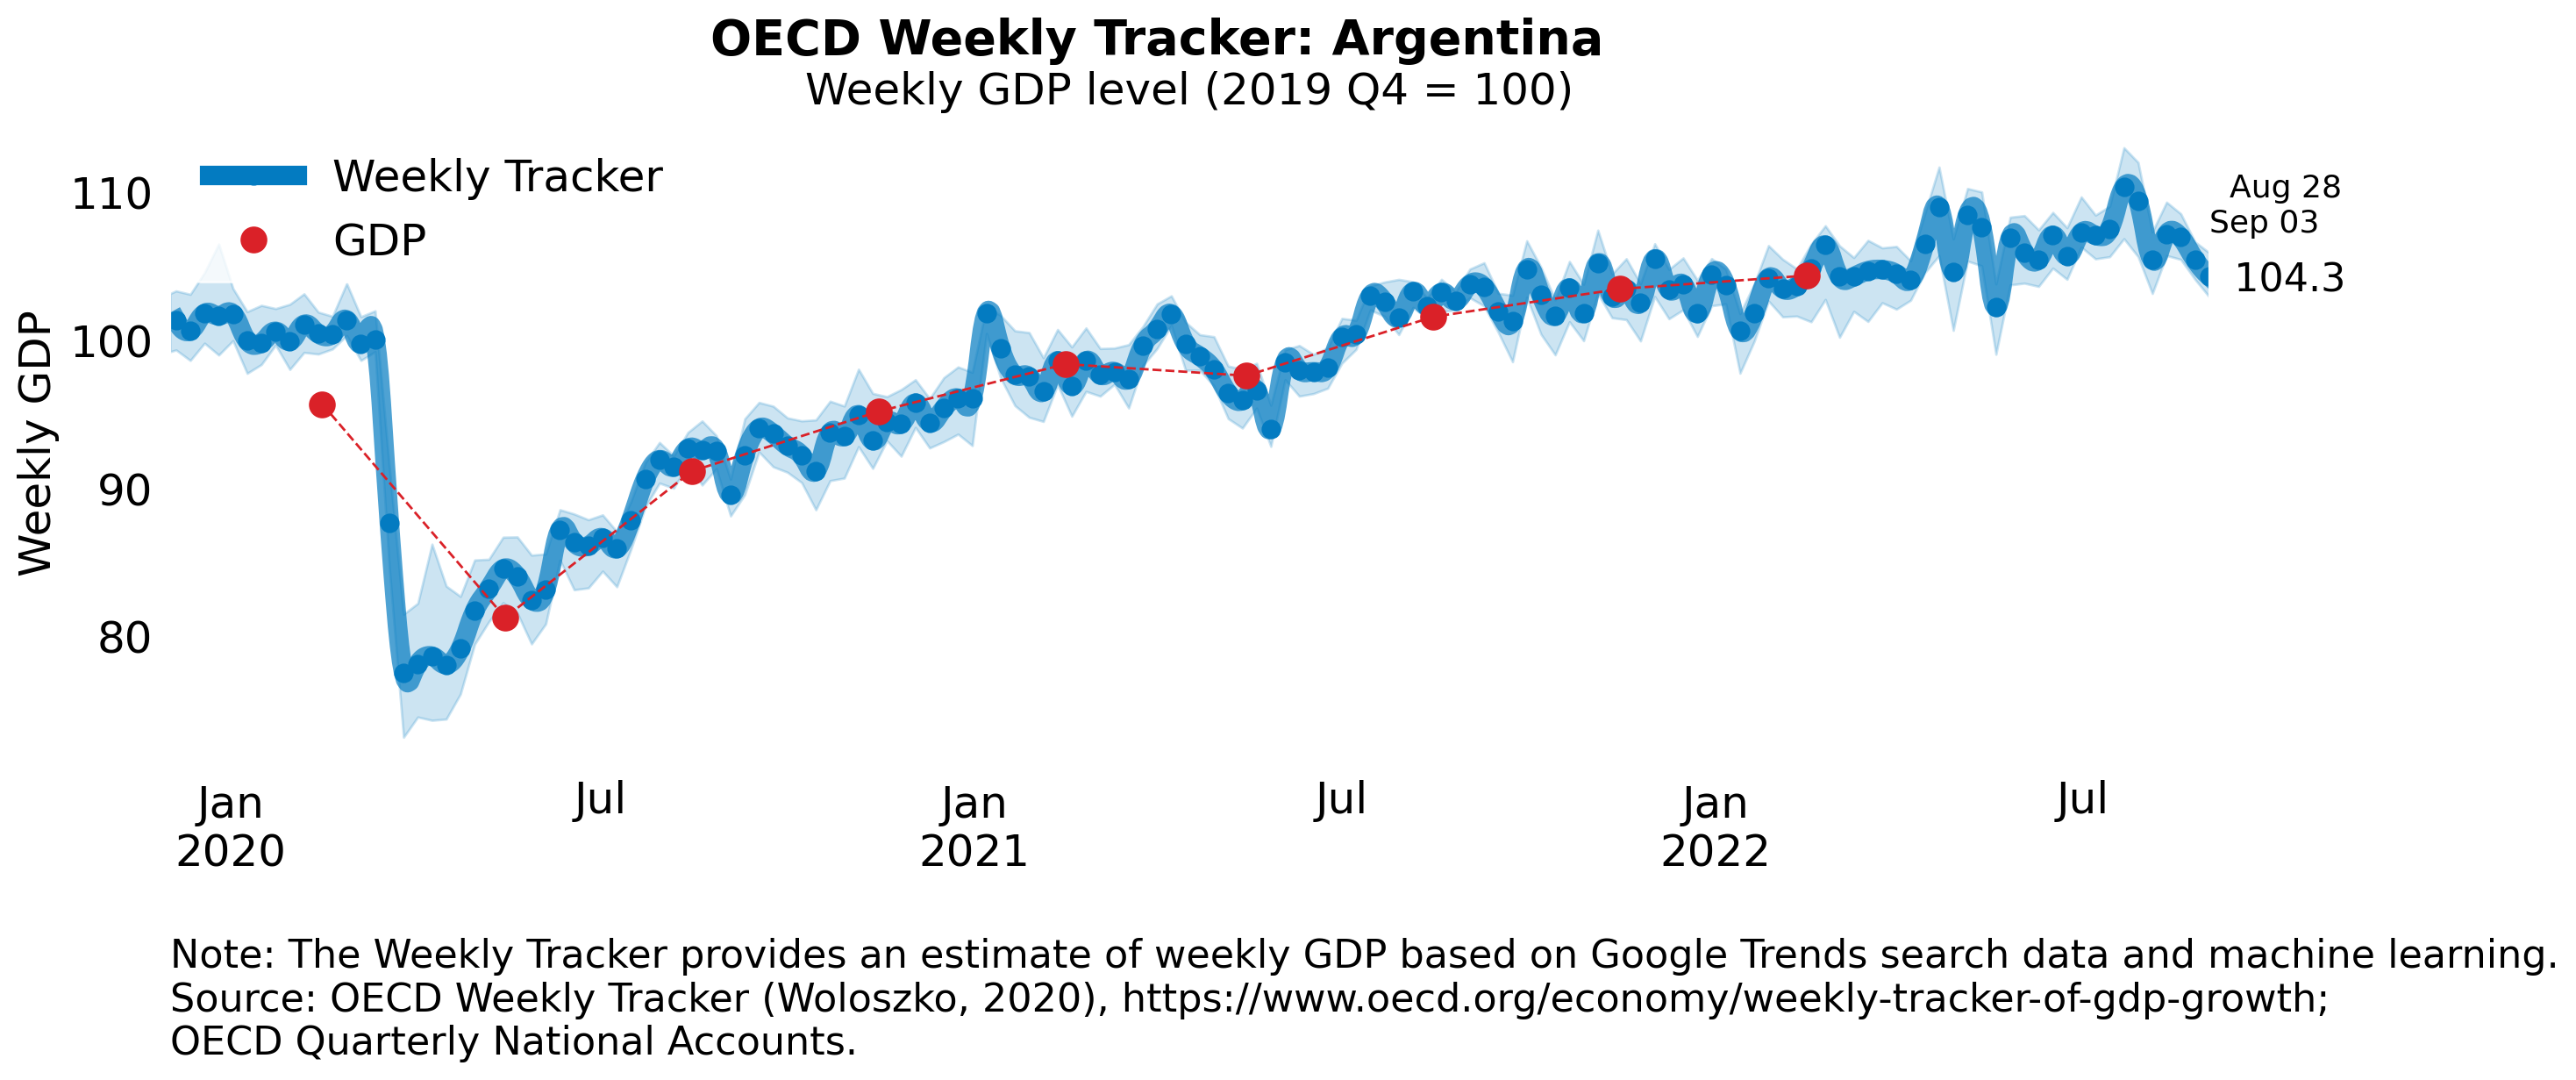 OECD Weekly Tracker: Argentina
Weekly GDP level (2019 Q4 = 100)
Weekly Tracker
GDP
Weekly GDP
110
100
90
80
Aug 28
Sep 03
104.3
Jan
2020
Jul
Jan
2021
Jul
Jan
2022
Jul
Note: The Weekly Tracker provides an estimate of weekly GDP based on Google Trends search data and machine learning.
Source: OECD Weekly Tracker (Woloszko, 2020), https://www.oecd.org/economy/weekly-tracker-of-gdp-growth;
OECD Quarterly National Accounts.